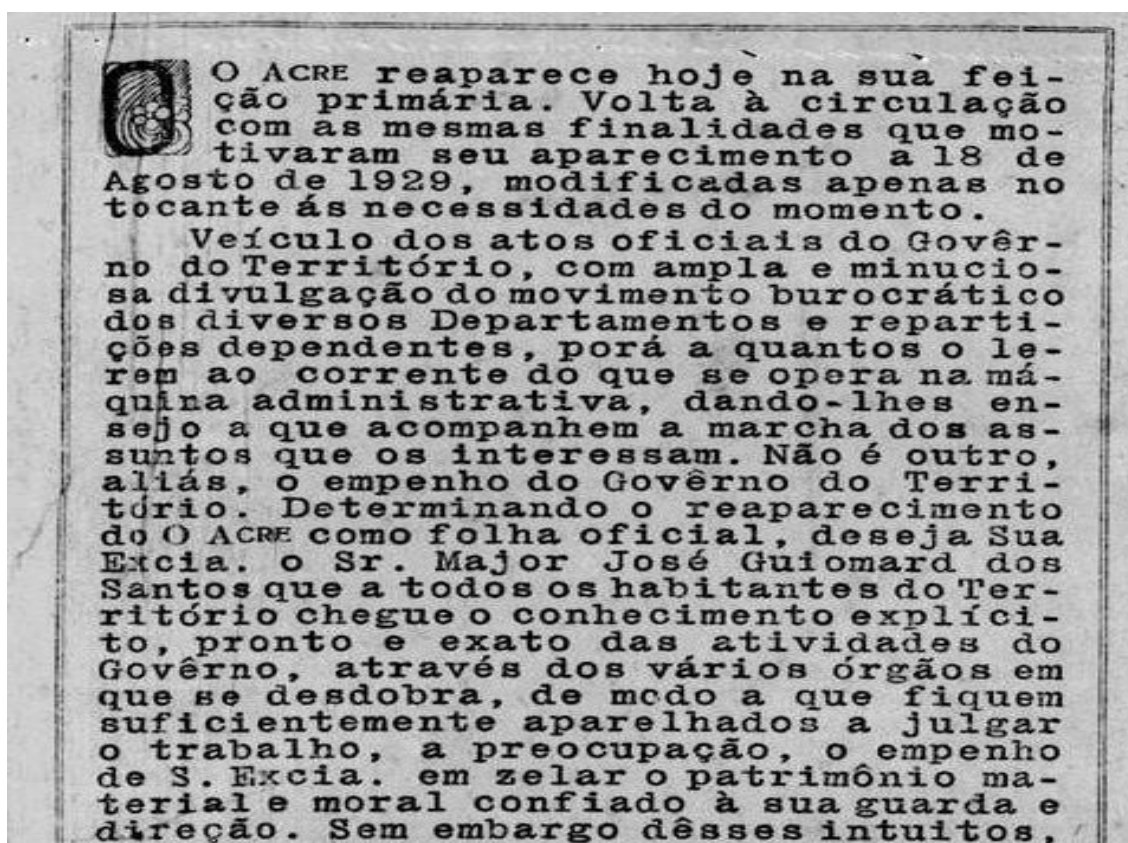 O ACRE reaparece hoje na sua fei-
ção primária. Volta à circulação
com as mesmas finalidades que mo-
tivaram seu aparecimento a 18 de
Agosto de 1929, modificadas apenas no
tocante ás necessidades do momento.
Veículo dos atos oficiais do Govêr-
no do Território, com ampla e minucio-
sa divulgação do movimento burocrático
dos diversos Departamentos e reparti-
ções dependentes, porá a quantos o le-
rem ao corrente do que se opera na má-
quina administrativa, dando-lhes en-
sejo a que acompanhem a marcha dos as-
suntos que os interessam. Não é outro,
aliás, o empenho do Govêrno do Terri-
tório. Determinando o reaparecimento
do O ACRE como folha oficial, deseja Sua
Excia. o Sr. Major José Guiomard dos
Santos que a todos os habitantes do Ter-
ritório chegue o conhecimento explíci-
to, pronto e exato das atividades do
Govêrno, através dos vários órgãos em
que se desdobra, de modo a que fiquem
suficientemente aparelhados a julgar
o trabalho, a preocupação, o empenho
de S. Excia. em zelar o patrimônio ma-
terial e moral confiado à sua guarda e
direção. Sem embargo dêsses intuitos,